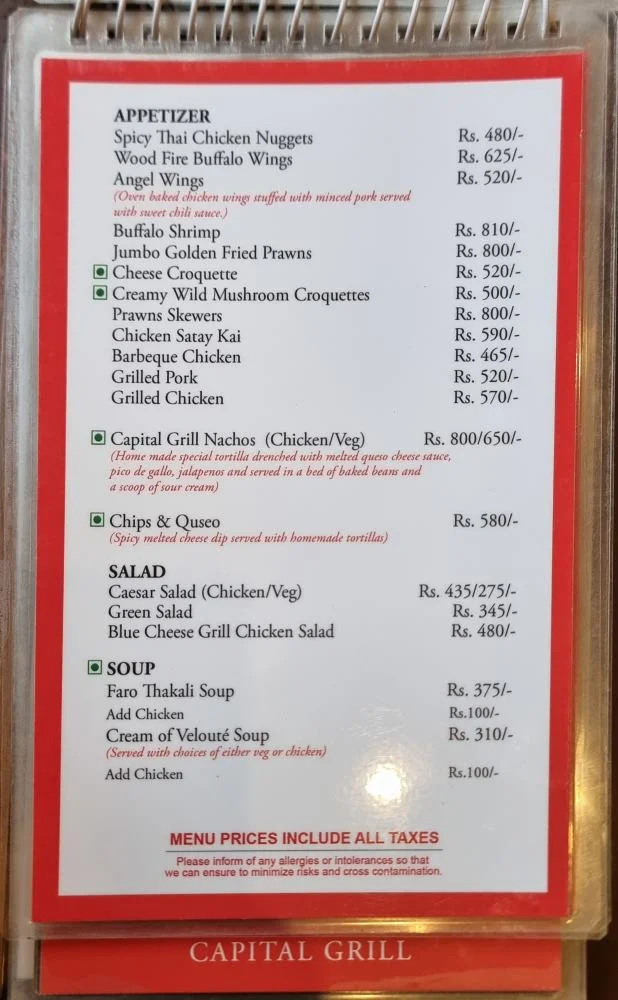 APPETIZER
Spicy Thai Chicken Nuggets Rs. 480/-
Wood Fire Buffalo Wings Rs. 625/-
Angel Wings Rs. 520/-
(Oven baked chicken wings stuffed with minced pork served
with sweet chili sauce.)
Buffalo Shrimp Rs. 810/-
Jumbo Golden Fried Prawns Rs. 800/-
Cheese Croquette Rs. 520/-
Creamy Wild Mushroom Croquettes Rs. 500/-
Prawns Skewers Rs. 800/-
Chicken Satay Kai Rs. 590/-
Barbeque Chicken Rs. 465/-
Grilled Pork Rs. 520/-
Grilled Chicken Rs. 570/-
Capital Grill Nachos (Chicken/Veg) Rs. 800/650/-
(Home made special tortilla drenched with melted queso cheese sauce,
pico de gallo, jalapenos and served in a bed of baked beans and
a scoop of sour cream)
Chips & Quseo Rs. 580/-
(Spicy melted cheese dip served with homemade tortillas)
SALAD
Caesar Salad (Chicken/Veg) Rs. 435/275/-
Green Salad Rs. 345/-
Blue Cheese Grill Chicken Salad Rs. 480/-
SOUP
Faro Thakali Soup Rs. 375/-
Add Chicken Rs.100/-
Cream of Velouté Soup Rs. 310/-
(Served with choices of either veg or chicken)
Add Chicken Rs.100/-
MENU PRICES INCLUDE ALL TAXES
Please inform of any allergies or intolerances so that
we can ensure to minimize risks and cross contamination.
CAPITAL GRILL